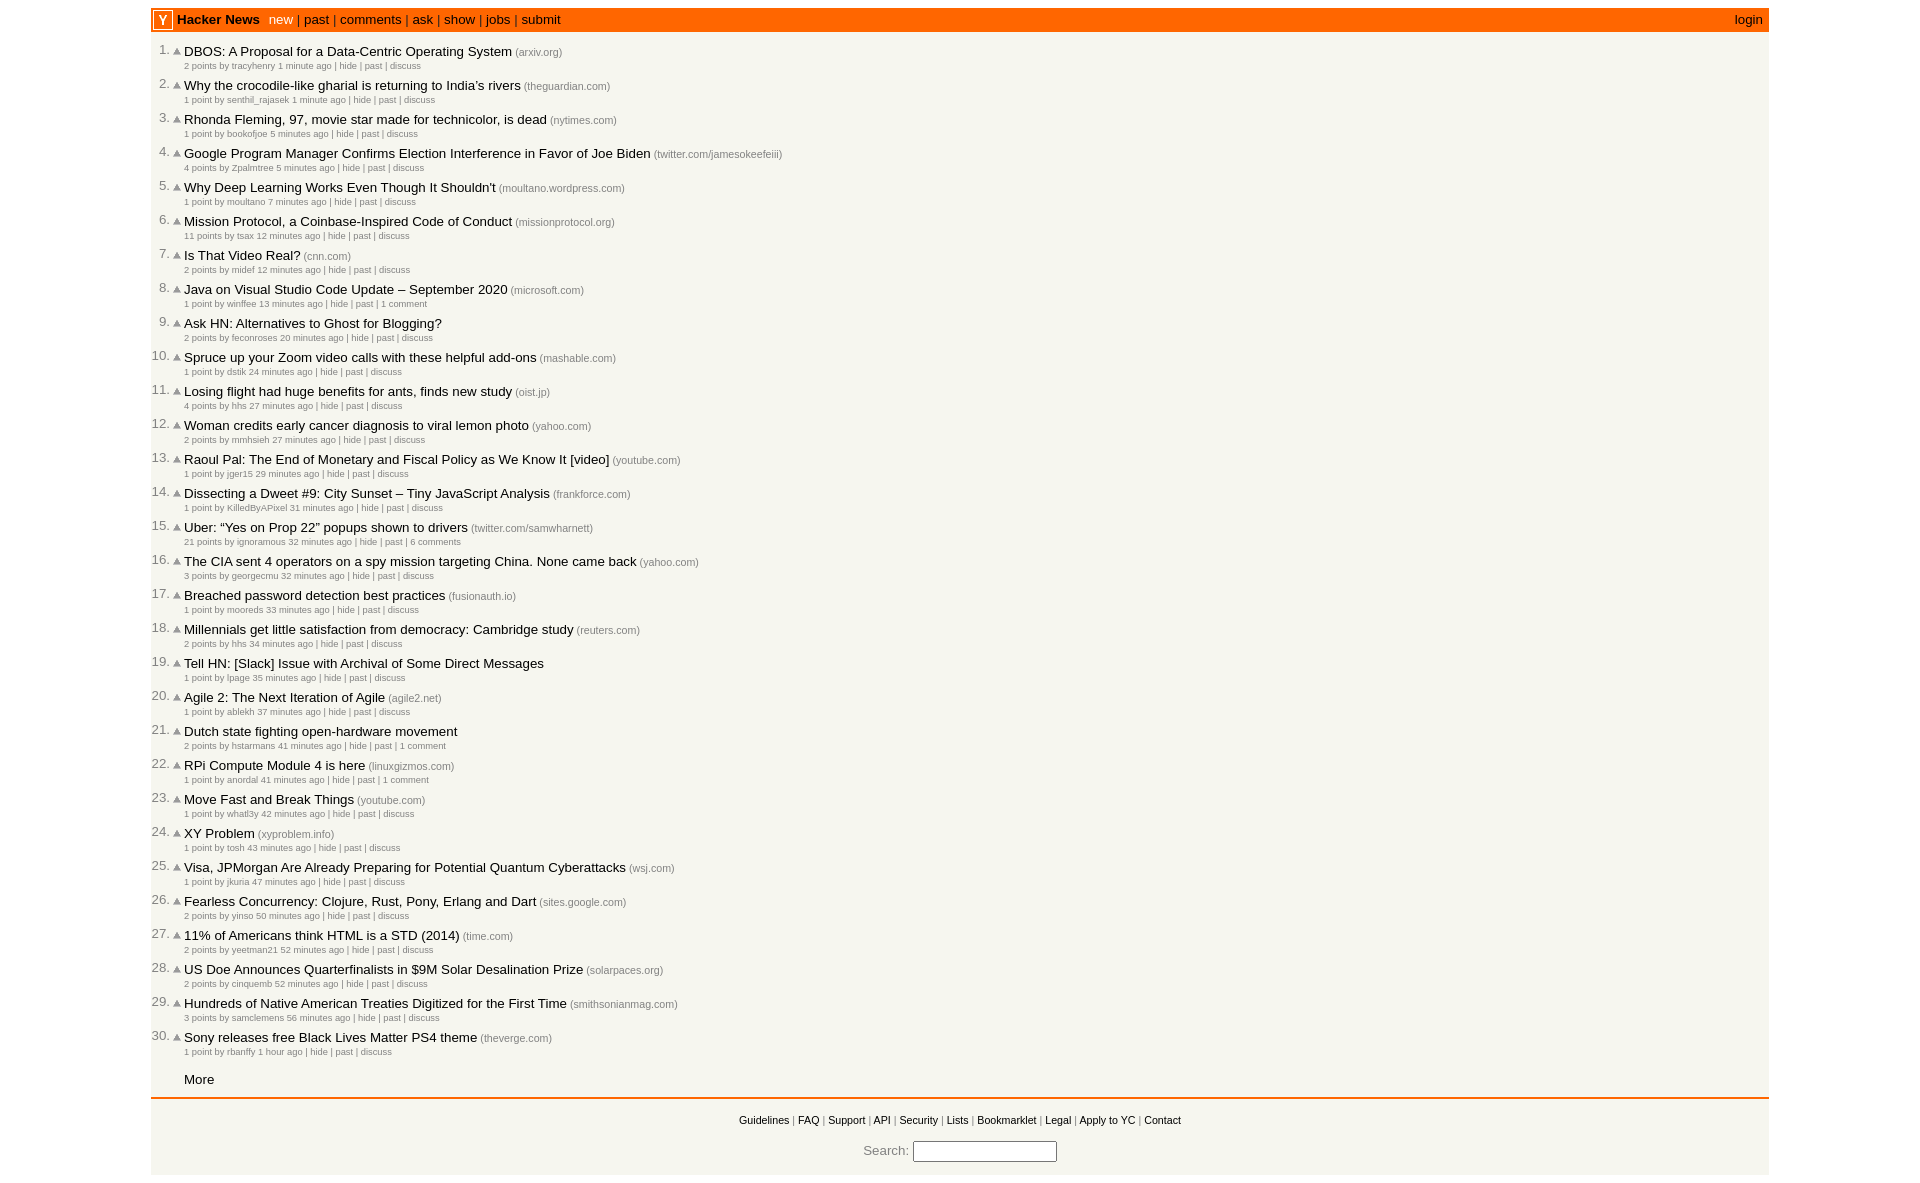 Y Hacker News new | past | comments | ask | show | jobs | submit login
1. DBOS: A Proposal for a Data-Centric Operating System (arxiv.org)
2 points by tracyhenry 1 minute ago | hide | past | discuss
2. Why the crocodile-like gharial is returning to India's rivers (theguardian.com)
1 point by senthil_rajasek 1 minute ago | hide | past | discuss
3. Rhonda Fleming, 97, movie star made for technicolor, is dead (nytimes.com)
1 point by bookofjoe 5 minutes ago | hide | past | discuss
4. Google Program Manager Confirms Election Interference in Favor of Joe Biden (twitter.com/jamesokeefeiii)
4 points by Zpalmtree 5 minutes ago | hide | past | discuss
5. Why Deep Learning Works Even Though It Shouldn't (moultano.wordpress.com)
1 point by moultano 7 minutes ago | hide | past | discuss
6. Mission Protocol, a Coinbase-Inspired Code of Conduct (missionprotocol.org)
11 points by tsax 12 minutes ago | hide | past | discuss
7. Is That Video Real? (cnn.com)
2 points by midef 12 minutes ago | hide | past | discuss
8. Java on Visual Studio Code Update – September 2020 (microsoft.com)
1 point by winffee 13 minutes ago | hide | past | 1 comment
9. Ask HN: Alternatives to Ghost for Blogging?
2 points by feconroses 20 minutes ago | hide | past | discuss
10. Spruce up your Zoom video calls with these helpful add-ons (mashable.com)
1 point by dstik 24 minutes ago | hide | past | discuss
11. Losing flight had huge benefits for ants, finds new study (oist.jp)
4 points by hhs 27 minutes ago | hide | past | discuss
12. Woman credits early cancer diagnosis to viral lemon photo (yahoo.com)
2 points by mmhsieh 27 minutes ago | hide | past | discuss
13. Raoul Pal: The End of Monetary and Fiscal Policy as We Know It [video] (youtube.com)
1 point by jger15 29 minutes ago | hide | past | discuss
14. Dissecting a Dweet #9: City Sunset – Tiny JavaScript Analysis (frankforce.com)
1 point by KilledByAPixel 31 minutes ago | hide | past | discuss
15. Uber: “Yes on Prop 22” popups shown to drivers (twitter.com/samwharnett)
21 points by ignoramous 32 minutes ago | hide | past | 6 comments
16. The CIA sent 4 operators on a spy mission targeting China. None came back (yahoo.com)
3 points by georgecmu 32 minutes ago | hide | past | discuss
17. Breached password detection best practices (fusionauth.io)
1 point by mooreds 33 minutes ago | hide | past | discuss
18. Millennials get little satisfaction from democracy: Cambridge study (reuters.com)
2 points by hhs 34 minutes ago | hide | past | discuss
19. Tell HN: [Slack] Issue with Archival of Some Direct Messages
1 point by lpage 35 minutes ago | hide | past | discuss
20. Agile 2: The Next Iteration of Agile (agile2.net)
1 point by ablekh 37 minutes ago | hide | past | discuss
21. Dutch state fighting open-hardware movement
2 points by hstarmans 41 minutes ago | hide | past | 1 comment
22. RPi Compute Module 4 is here (linuxgizmos.com)
1 point by anordal 41 minutes ago | hide | past | 1 comment
23. Move Fast and Break Things (youtube.com)
1 point by whatl3y 42 minutes ago | hide | past | discuss
24. XY Problem (xyproblem.info)
1 point by tosh 43 minutes ago | hide | past | discuss
25. Visa, JPMorgan Are Already Preparing for Potential Quantum Cyberattacks (wsj.com)
1 point by jkuria 47 minutes ago | hide | past | discuss
26. Fearless Concurrency: Clojure, Rust, Pony, Erlang and Dart (sites.google.com)
2 points by yinso 50 minutes ago | hide | past | discuss
27. 11% of Americans think HTML is a STD (2014) (time.com)
2 points by yeetman21 52 minutes ago | hide | past | discuss
28. US Doe Announces Quarterfinalists in $9M Solar Desalination Prize (solarpaces.org)
2 points by cinquemb 52 minutes ago | hide | past | discuss
29. Hundreds of Native American Treaties Digitized for the First Time (smithsonianmag.com)
3 points by samclemens 56 minutes ago | hide | past | discuss
30. Sony releases free Black Lives Matter PS4 theme (theverge.com)
1 point by rbanffy 1 hour ago | hide | past | discuss
More
Guidelines | FAQ | Support | API | Security | Lists | Bookmarklet | Legal | Apply to YC | Contact
Search: